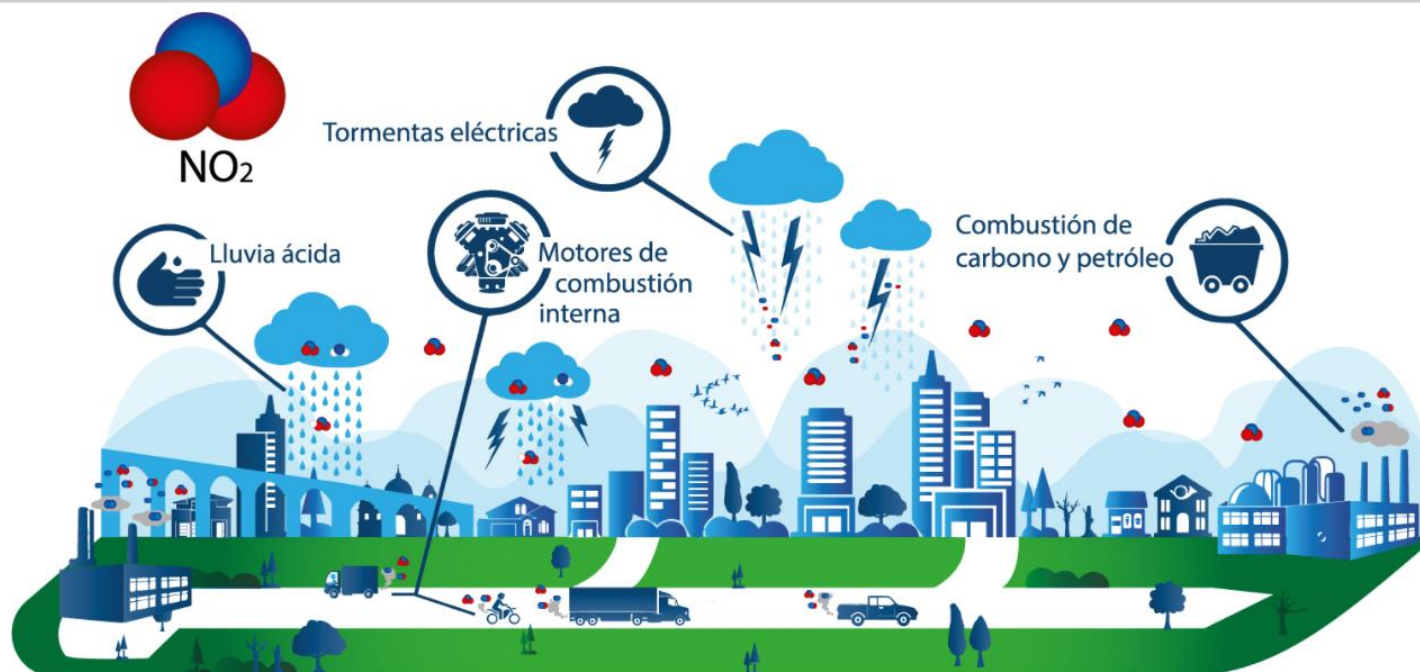 NO₂
Tormentas eléctricas
Lluvia ácida
Motores de
combustión
interna
Combustión de
carbono y petróleo